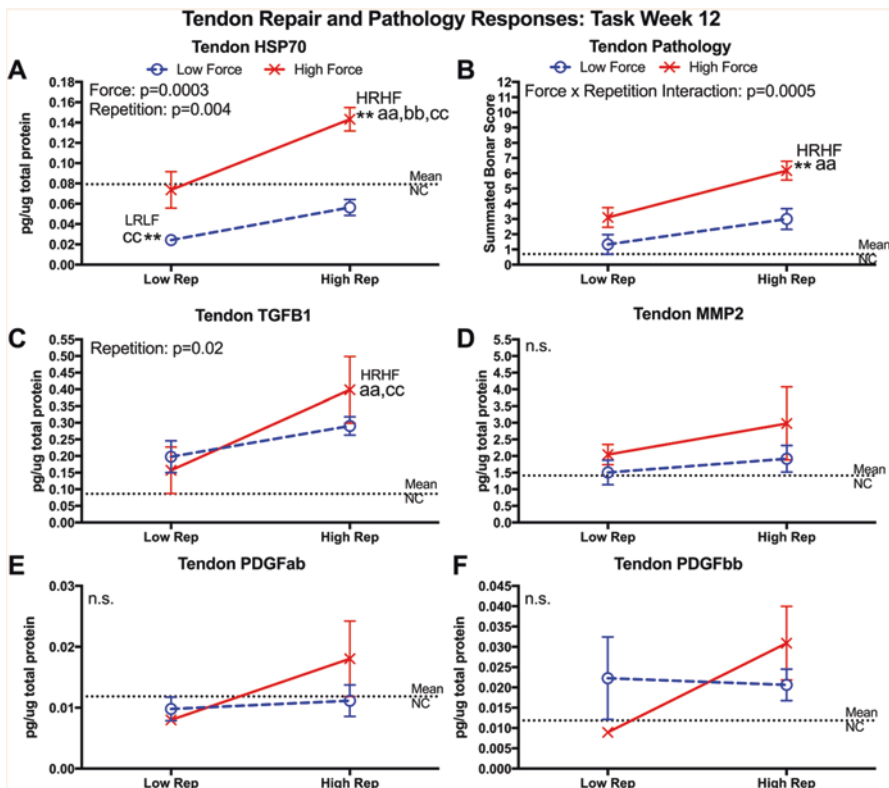 Tendon Repair and Pathology Responses: Task Week 12
A
Tendon HSP70
Low Force High Force
Force: p=0.0003
Repetition: p=0.004
HRHF
** aa,bb,cc
Mean
NC
LRLF
cc **
pg/ug total protein
0.18
0.16
0.14
0.12
0.10
0.08
0.06
0.04
0.02
0.00
Low Rep High Rep
B
Tendon Pathology
Low Force High Force
Force x Repetition Interaction: p=0.0005
HRHF
** aa
Mean
NC
Summated Bonar Score
12
11
10
9
8
7
6
5
4
3
2
1
0
Low Rep High Rep
C
Tendon TGFB1
Repetition: p=0.02
HRHF
aa,cc
Mean
NC
pg/ug total protein
0.55
0.50
0.45
0.40
0.35
0.30
0.25
0.20
0.15
0.10
0.05
0.00
Low Rep High Rep
D
Tendon MMP2
n.s.
Mean
NC
pg/ug total protein
5.5
5.0
4.5
4.0
3.5
3.0
2.5
2.0
1.5
1.0
0.5
0.0
Low Rep High Rep
E
Tendon PDGFab
n.s.
Mean
NC
pg/ug total protein
0.03
0.02
0.01
0.00
Low Rep High Rep
F
Tendon PDGFbb
n.s.
Mean
NC
pg/ug total protein
0.045
0.040
0.035
0.030
0.025
0.020
0.015
0.010
0.005
0.000
Low Rep High Rep